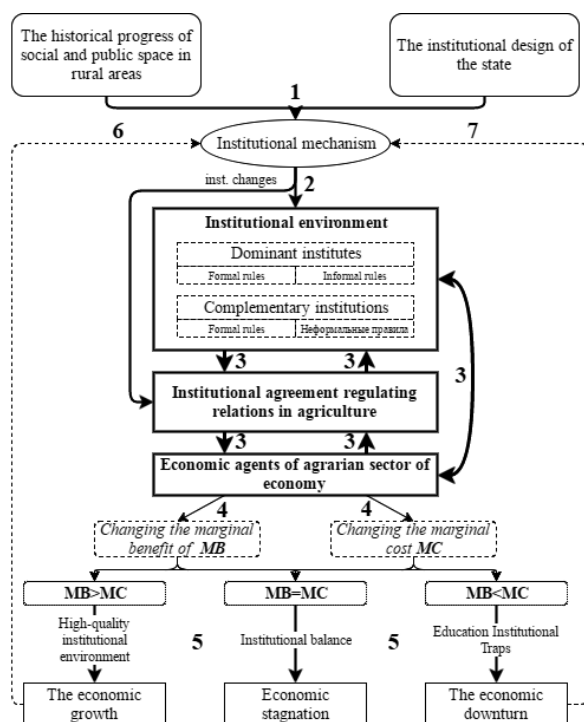 The historical progress of
social and public space in
rural areas
The institutional design of
the state
1
6
7
Institutional mechanism
inst. changes
2
Institutional environment
Dominant institutes
Formal rules
Informal rules
Complementary institutions
Formal rules
Неформальные правила
3
3
3
Institutional agreement regulating
relations in agriculture
3
3
Economic agents of agrarian sector of
economy
4
4
Changing the marginal
benefit of MB
Changing the marginal
cost MC
MB>MC
MB=MC
MB<MC
High-quality
institutional
environment
5
Institutional balance
5
Education Institutional
Traps
The economic
growth
Economic
stagnation
The economic
downturn